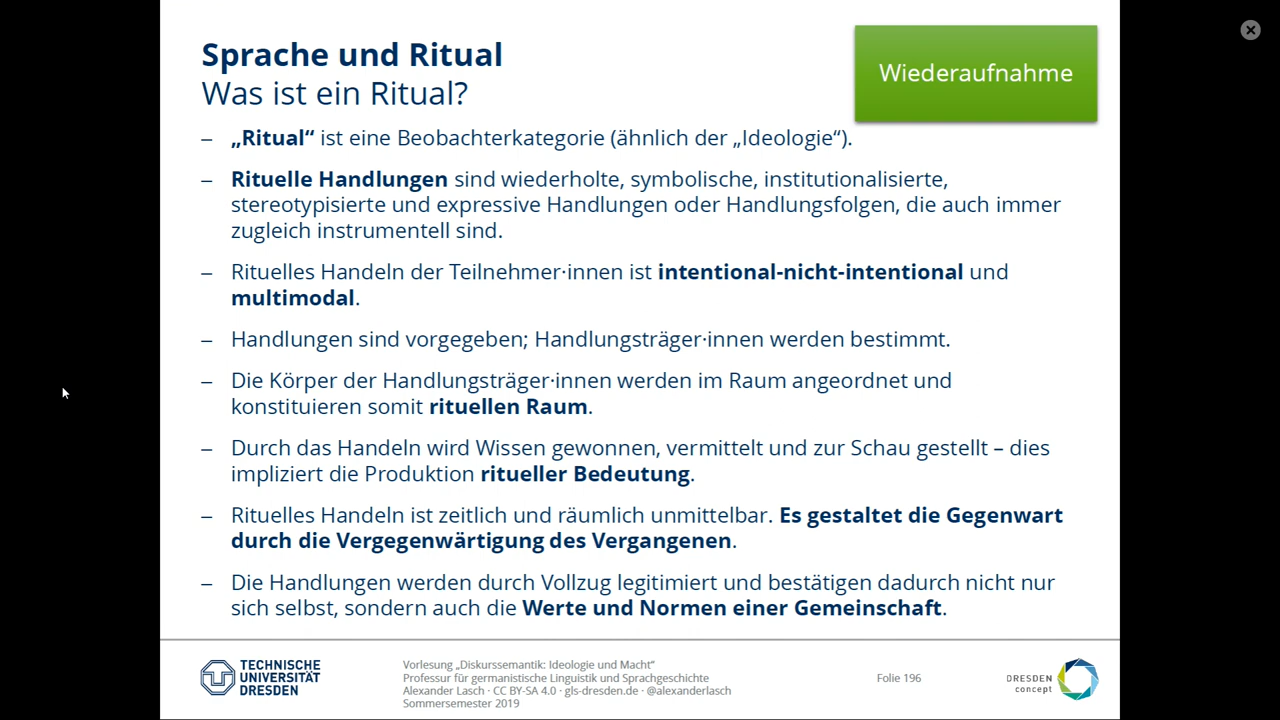 Sprache und Ritual
Was ist ein Ritual?
Wiederaufnahme
– „Ritual“ ist eine Beobachterkategorie (ähnlich der „Ideologie“).
– Rituelle Handlungen sind wiederholte, symbolische, institutionalisierte,
stereotypisierte und expressive Handlungen oder Handlungsfolgen, die auch immer
zugleich instrumentell sind.
– Rituelles Handeln der Teilnehmer·innen ist intentional-nicht-intentional und
multimodal.
– Handlungen sind vorgegeben; Handlungsträger·innen werden bestimmt.
– Die Körper der Handlungsträger·innen werden im Raum angeordnet und
konstituieren somit rituellen Raum.
– Durch das Handeln wird Wissen gewonnen, vermittelt und zur Schau gestellt – dies
impliziert die Produktion ritueller Bedeutung.
– Rituelles Handeln ist zeitlich und räumlich unmittelbar. Es gestaltet die Gegenwart
durch die Vergegenwärtigung des Vergangenen.
– Die Handlungen werden durch Vollzug legitimiert und bestätigen dadurch nicht nur
sich selbst, sondern auch die Werte und Normen einer Gemeinschaft.
TECHNISCHE
UNIVERSITÄT
DRESDEN
Vorlesung „Diskurssemantik: Ideologie und Macht“
Professur für germanistische Linguistik und Sprachgeschichte
Alexander Lasch · CC BY-SA 4.0 · gls-dresden.de · @alexanderlasch
Sommersemester 2019
Folie 196
DRESDEN
concept